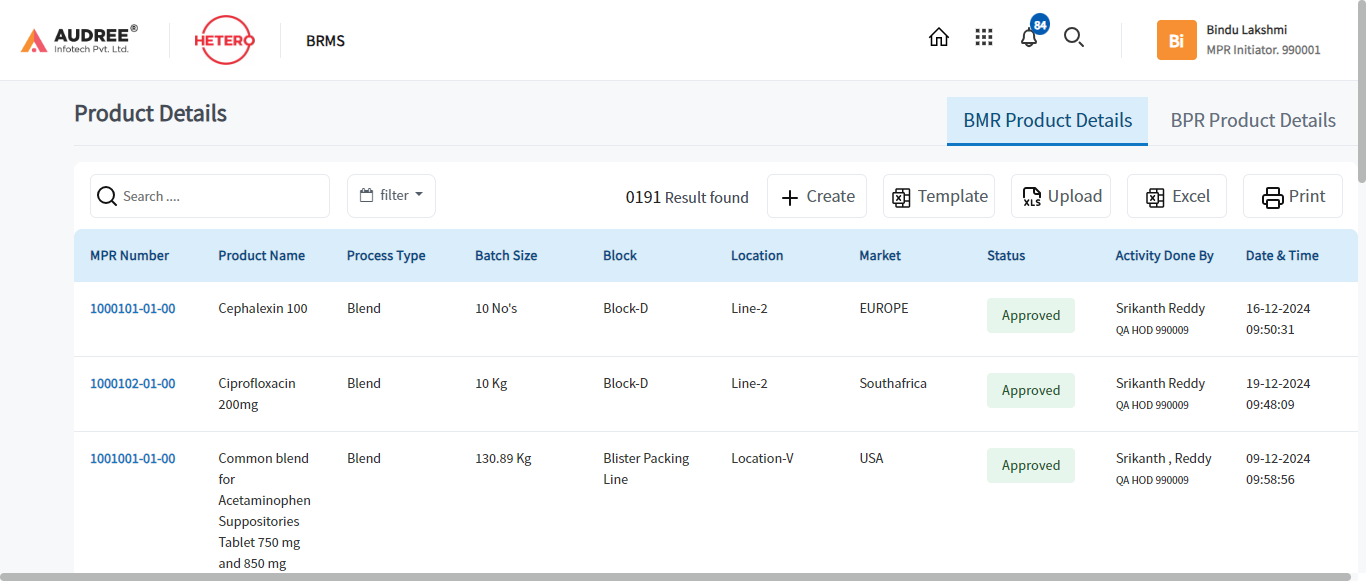 AUDREE®
Infotech Pvt. Ltd.
HETERO
BRMS
84
Bi
Bindu Lakshmi
MPR Initiator. 990001
Product Details
BMR Product Details
BPR Product Details
Search ....
filter
0191 Result found
Create
Template
XLS
Upload
Excel
Print
MPR Number
Product Name
Process Type
Batch Size
Block
Location
Market
Status
Activity Done By
Date & Time
1000101-01-00
Cephalexin 100
Blend
10 No's
Block-D
Line-2
EUROPE
Approved
Srikanth Reddy
QA HOD 990009
16-12-2024
09:50:31
1000102-01-00
Ciprofloxacin
200mg
Blend
10 Kg
Block-D
Line-2
Southafrica
Approved
Srikanth Reddy
QA HOD 990009
19-12-2024
09:48:09
1001001-01-00
Common blend
for
Acetaminophen
Suppositories
Tablet 750 mg
and 850 mg
Blend
130.89 Kg
Blister Packing
Line
Location-V
USA
Approved
Srikanth , Reddy
QA HOD 990009
09-12-2024
09:58:56